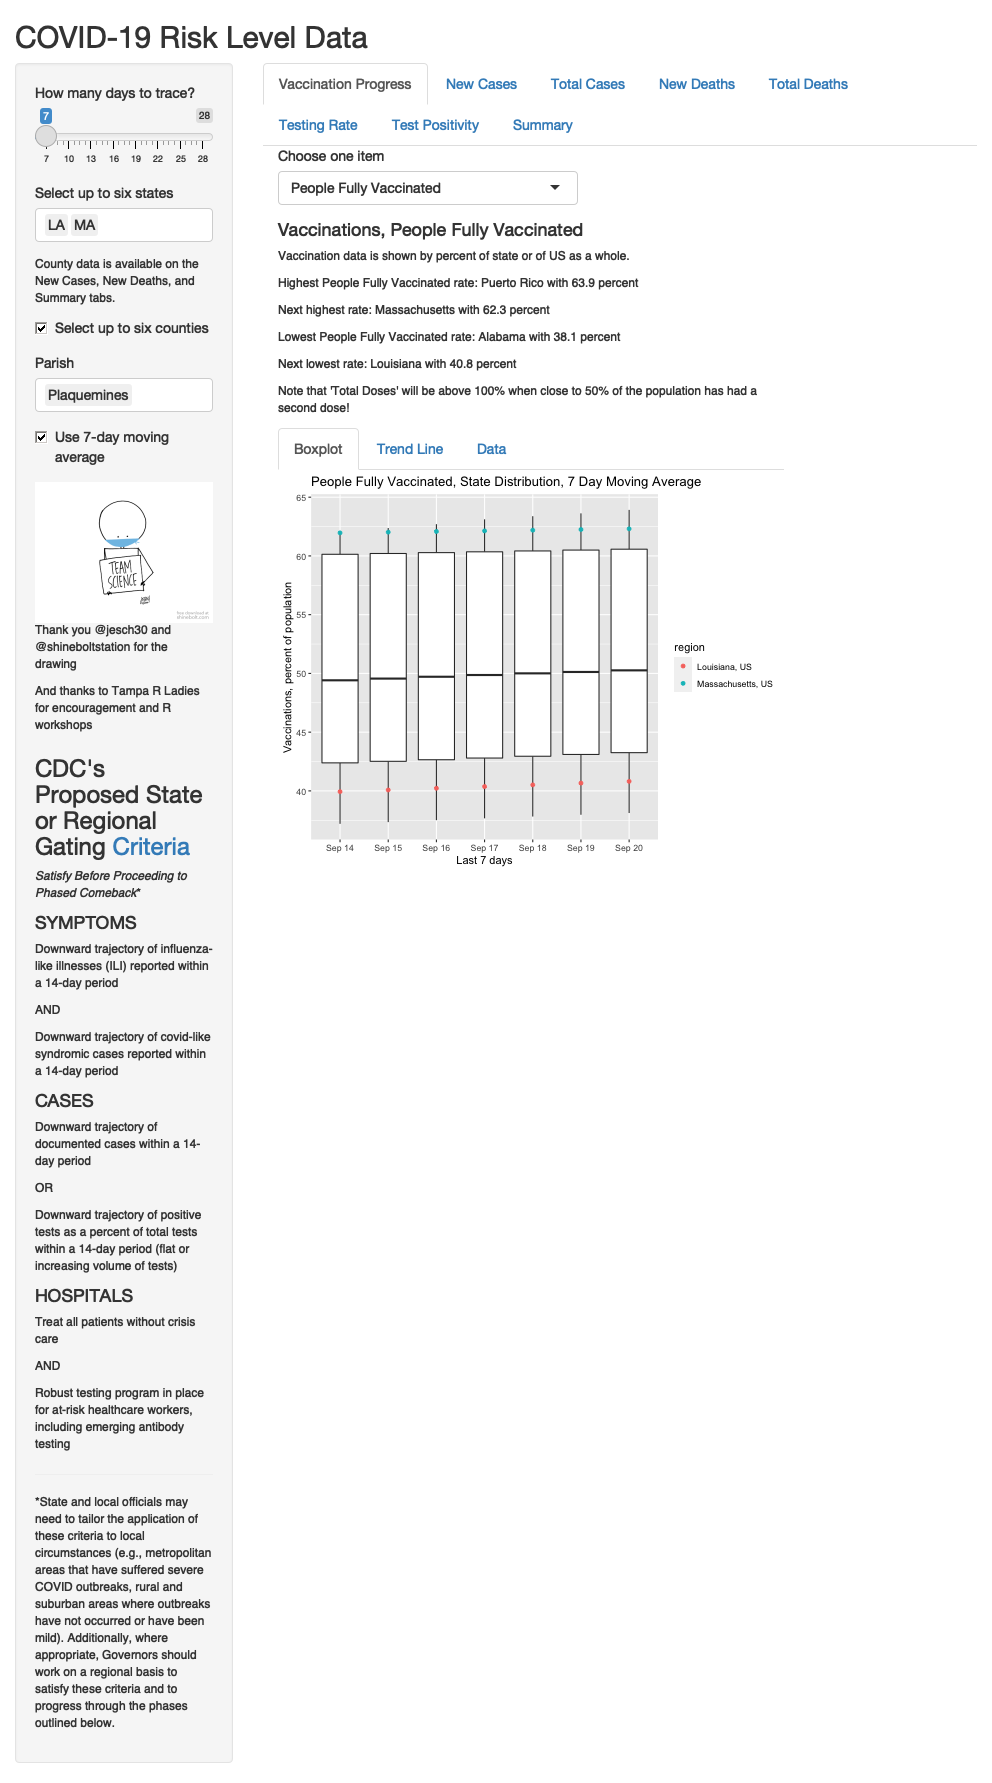 COVID-19 Risk Level Data
How many days to trace?
7
28
7 10 13 16 19 22 25 28
Select up to six states
LA MA
County data is available on the
New Cases, New Deaths, and
Summary tabs.
Select up to six counties
Parish
Plaquemines
Use 7-day moving
average
TEAM
SCIENCE
shinebolt.com
Thank you @jesch30 and
@shineboltstation for the
drawing
And thanks to Tampa R Ladies
for encouragement and R
workshops
CDC's
Proposed State
or Regional
Gating Criteria
Satisfy Before Proceeding to
Phased Comeback*
SYMPTOMS
Downward trajectory of influenza-
like illnesses (ILI) reported within
a 14-day period
AND
Downward trajectory of covid-like
syndromic cases reported within
a 14-day period
CASES
Downward trajectory of
documented cases within a 14-
day period
OR
Downward trajectory of positive
tests as a percent of total tests
within a 14-day period (flat or
increasing volume of tests)
HOSPITALS
Treat all patients without crisis
care
AND
Robust testing program in place
for at-risk healthcare workers,
including emerging antibody
testing
*State and local officials may
need to tailor the application of
these criteria to local
circumstances (e.g., metropolitan
areas that have suffered severe
COVID outbreaks, rural and
suburban areas where outbreaks
have not occurred or have been
mild). Additionally, where
appropriate, Governors should
work on a regional basis to
satisfy these criteria and to
progress through the phases
outlined below.
Vaccination Progress New Cases Total Cases New Deaths Total Deaths
Testing Rate Test Positivity Summary
Choose one item
People Fully Vaccinated
Vaccinations, People Fully Vaccinated
Vaccination data is shown by percent of state or of US as a whole.
Highest People Fully Vaccinated rate: Puerto Rico with 63.9 percent
Next highest rate: Massachusetts with 62.3 percent
Lowest People Fully Vaccinated rate: Alabama with 38.1 percent
Next lowest rate: Louisiana with 40.8 percent
Note that 'Total Doses' will be above 100% when close to 50% of the population has had a
second dose!
Boxplot Trend Line Data
People Fully Vaccinated, State Distribution, 7 Day Moving Average
Vaccinations, percent of population
65
60
55
50
45
40
Sep 14 Sep 15 Sep 16 Sep 17 Sep 18 Sep 19 Sep 20
Last 7 days
region
Louisiana, US
Massachusetts, US